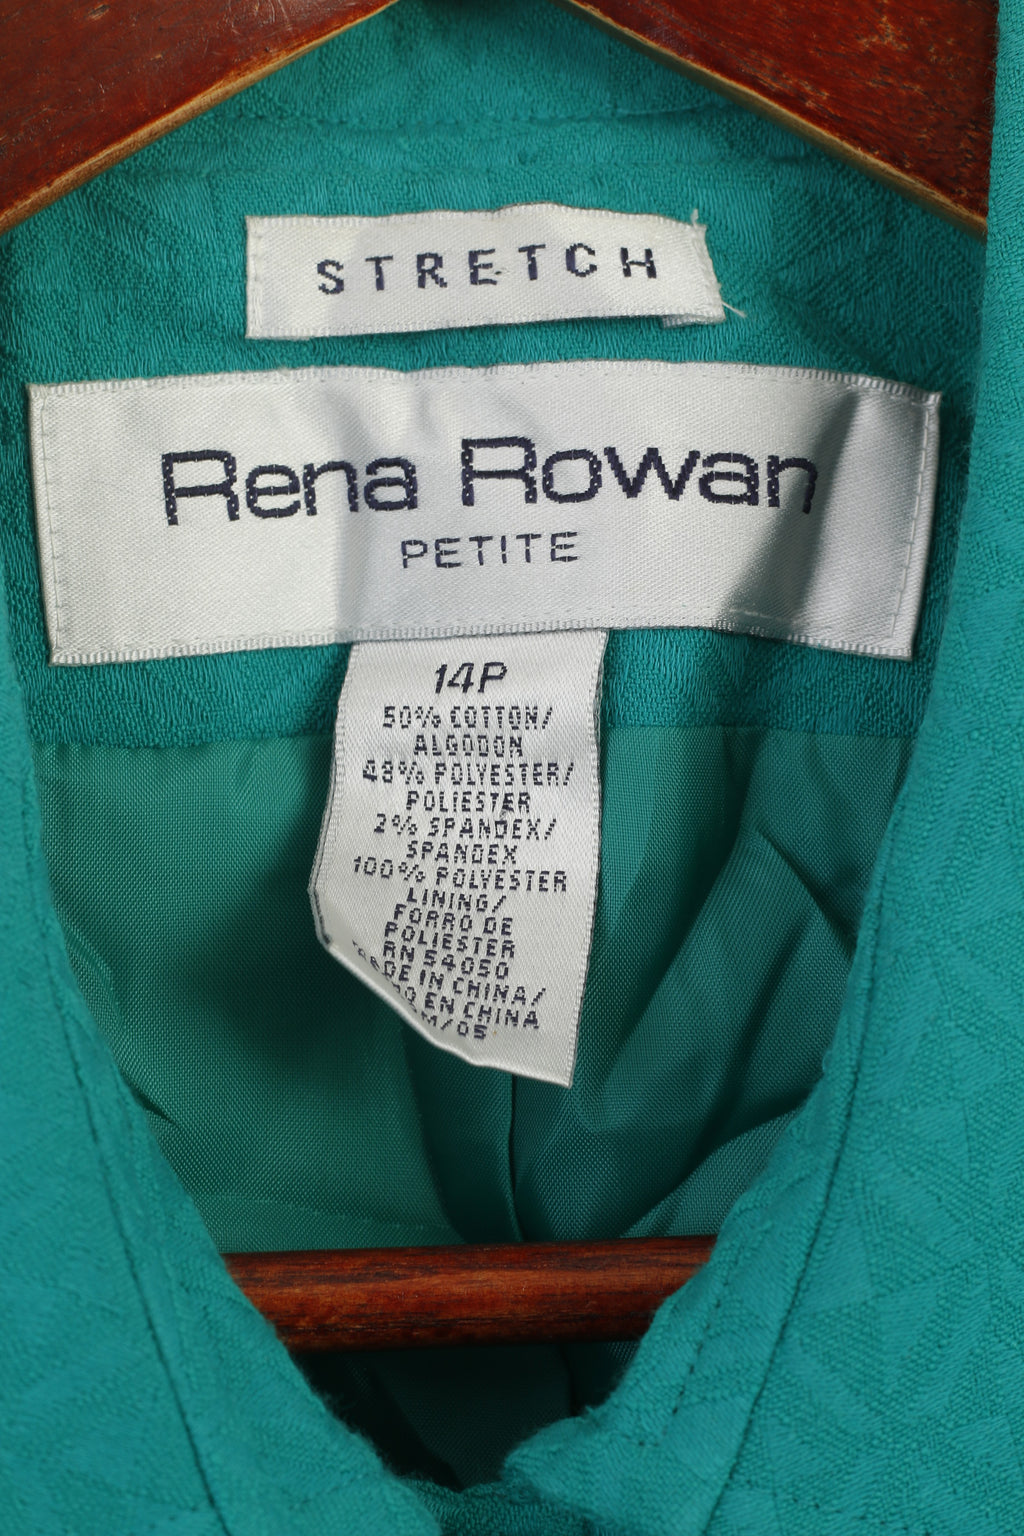 STRETCH
Rena Rowan
PETITE
14P
50% COTTON/
ALGODON
48% POLYESTER/
POLIESTER
2% SPANDEX/
SPANDEX
100% POLYESTER
LINING/
FORRO DE
POLIESTER
RN 54050
IN CHINA/
EN CHINA